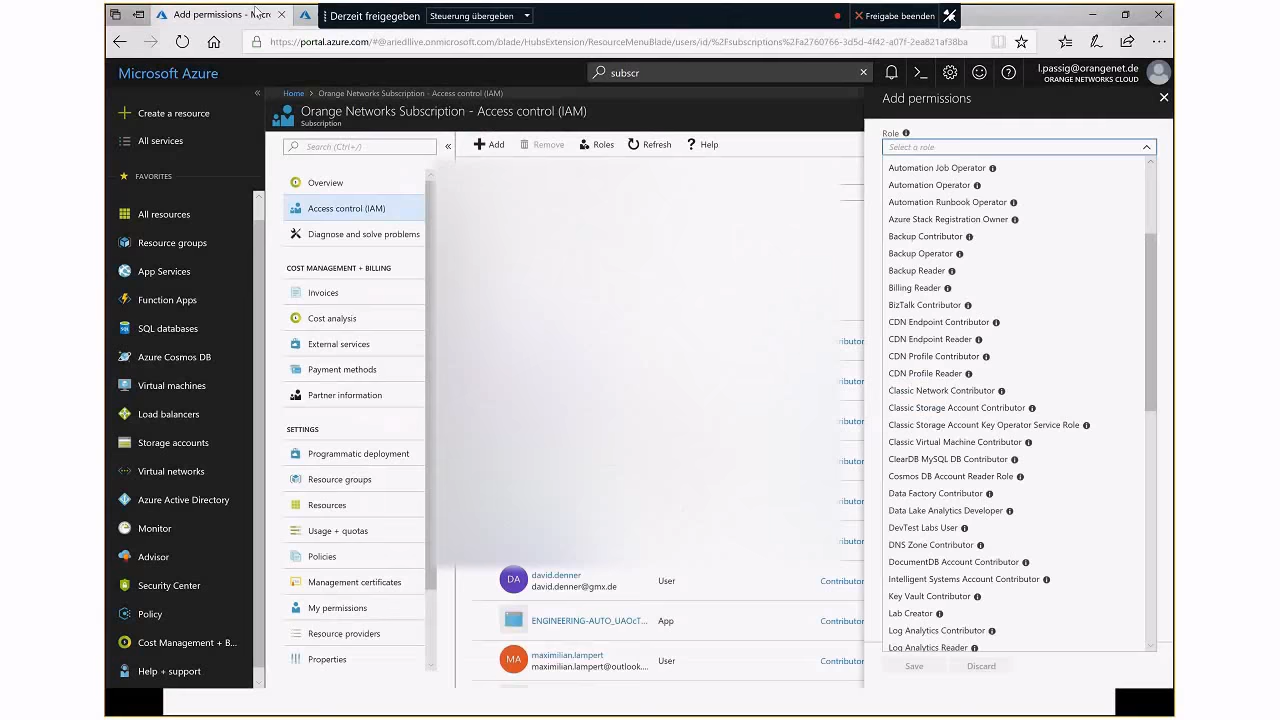 Add permissions - Micro
Derzeit freigegeben
Steuerung übergeben
Freigabe beenden
https://portal.azure.com/#@ariedllive.onmicrosoft.com/blade/HubsExtension/ResourceMenuBlade/users/id/%2fsubscriptions%2fa2760766-3d5d-4f42-a07f-2ea821af38ba
Microsoft Azure
subscr
l.passig@orangenet.de
ORANGE NETWORKS CLOUD
Create a resource
All services
FAVORITES
All resources
Resource groups
App Services
Function Apps
SQL databases
Azure Cosmos DB
Virtual machines
Load balancers
Storage accounts
Virtual networks
Azure Active Directory
Monitor
Advisor
Security Center
Policy
Cost Management + B...
Help + support
Home > Orange Networks Subscription - Access control (IAM)
Orange Networks Subscription - Access control (IAM)
Subscription
Search (Ctrl+/)
Overview
Access control (IAM)
Diagnose and solve problems
COST MANAGEMENT + BILLING
Invoices
Cost analysis
External services
Payment methods
Partner information
SETTINGS
Programmatic deployment
Resource groups
Resources
Usage + quotas
Policies
Management certificates
My permissions
Resource providers
Properties
Add
Remove
Roles
Refresh
Help
ributor
ributor
ributor
ributor
ributor
ributor
DA
david.denner
david.denner@gmx.de
User
Contributor
ENGINEERING-AUTO_UAOcT...
App
Contributor
MA
maximilian.lampert
maximilian.lampert@outlook....
User
Contributor
Add permissions
Role
Select a role
Automation Job Operator
Automation Operator
Automation Runbook Operator
Azure Stack Registration Owner
Backup Contributor
Backup Operator
Backup Reader
Billing Reader
BizTalk Contributor
CDN Endpoint Contributor
CDN Endpoint Reader
CDN Profile Contributor
CDN Profile Reader
Classic Network Contributor
Classic Storage Account Contributor
Classic Storage Account Key Operator Service Role
Classic Virtual Machine Contributor
ClearDB MySQL DB Contributor
Cosmos DB Account Reader Role
Data Factory Contributor
Data Lake Analytics Developer
DevTest Labs User
DNS Zone Contributor
DocumentDB Account Contributor
Intelligent Systems Account Contributor
Key Vault Contributor
Lab Creator
Log Analytics Contributor
Log Analytics Reader
Save
Discard